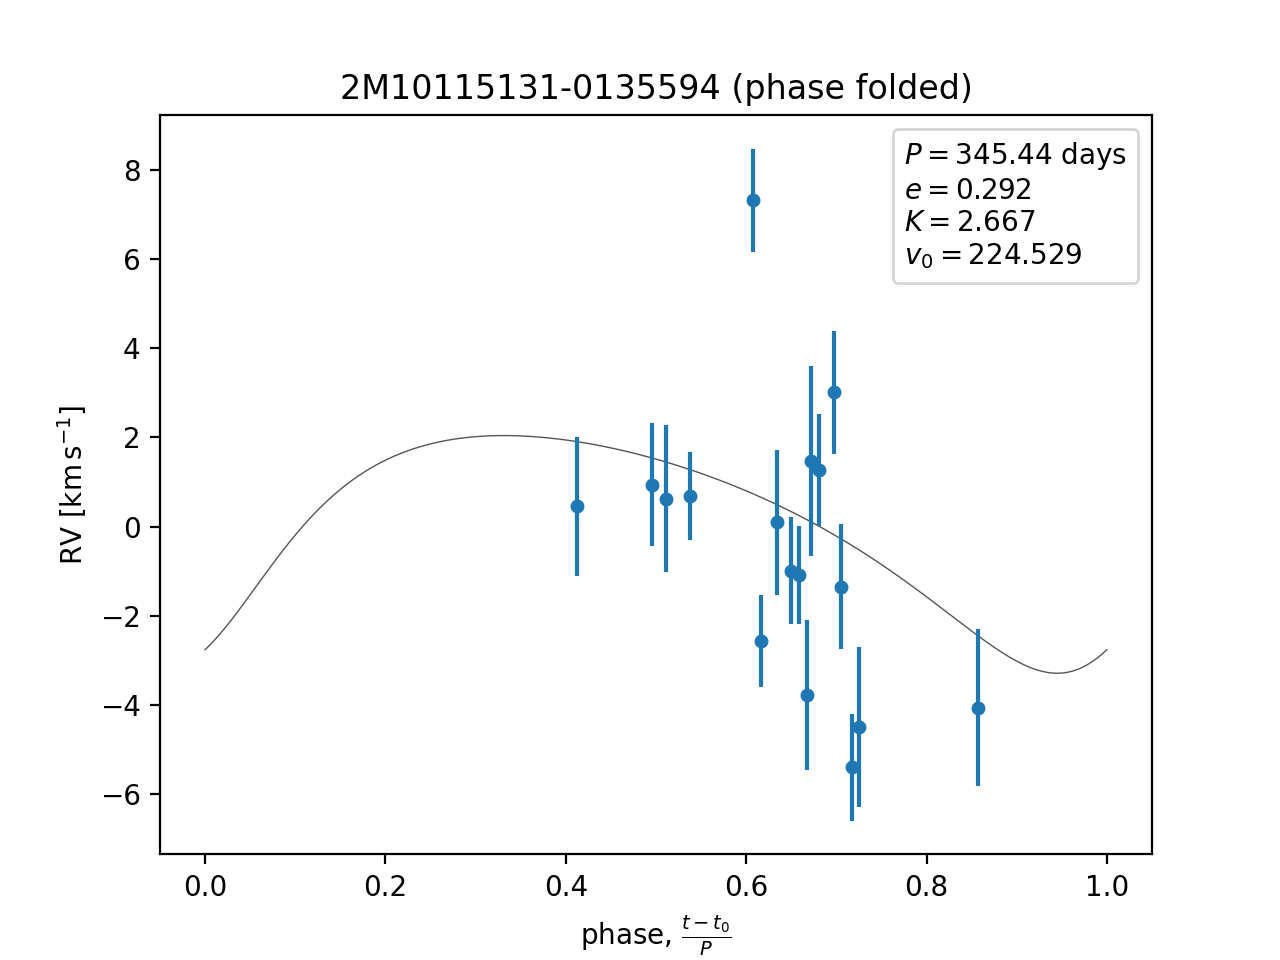 2M10115131-0135594 (phase folded)
P = 345.44 days
e = 0.292
K = 2.667
v₀ = 224.529
8
6
4
2
0
−2
−4
−6
RV [km s⁻¹]
0.0 0.2 0.4 0.6 0.8 1.0
phase, (t − t₀)/P